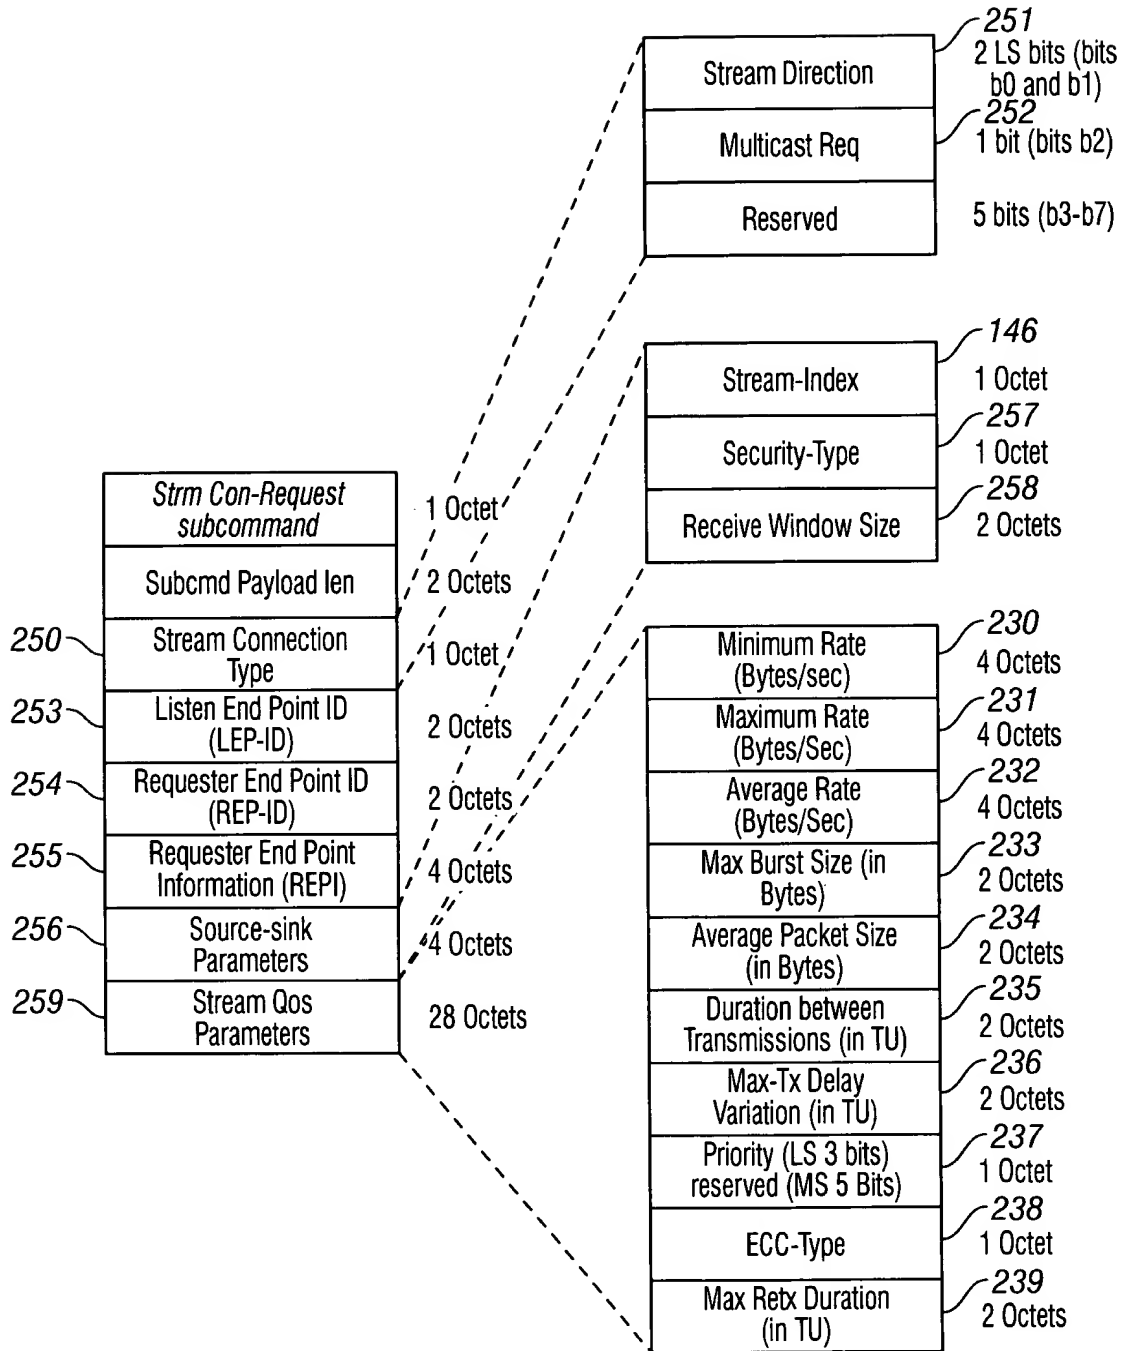 251
Stream Direction
2 LS bits (bits
b0 and b1)
252
Multicast Req
1 bit (bits b2)
Reserved
5 bits (b3-b7)
146
Stream-Index
1 Octet
257
Security-Type
1 Octet
258
Receive Window Size
2 Octets
Strm Con-Request
subcommand
1 Octet
Subcmd Payload len
2 Octets
250
Stream Connection
Type
1 Octet
253
Listen End Point ID
(LEP-ID)
2 Octets
254
Requester End Point ID
(REP-ID)
2 Octets
255
Requester End Point
Information (REPI)
4 Octets
256
Source-sink
Parameters
4 Octets
259
Stream Qos
Parameters
28 Octets
230
Minimum Rate
(Bytes/sec)
4 Octets
231
Maximum Rate
(Bytes/Sec)
4 Octets
232
Average Rate
(Bytes/Sec)
4 Octets
233
Max Burst Size (in
Bytes)
2 Octets
234
Average Packet Size
(in Bytes)
2 Octets
235
Duration between
Transmissions (in TU)
2 Octets
236
Max-Tx Delay
Variation (in TU)
2 Octets
237
Priority (LS 3 bits)
reserved (MS 5 Bits)
1 Octet
238
ECC-Type
1 Octet
239
Max Retx Duration
(in TU)
2 Octets